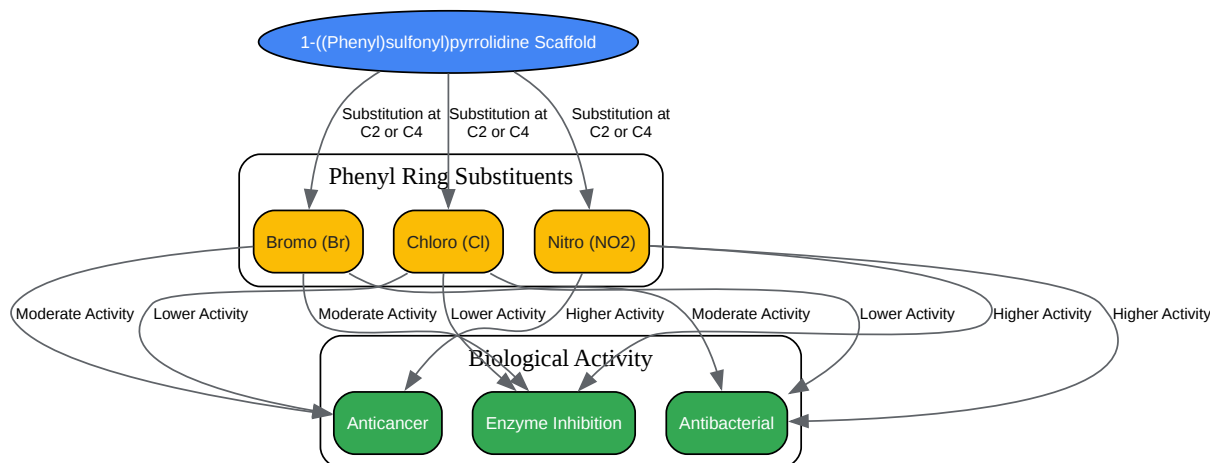 1-((Phenyl)sulfonyl)pyrrolidine Scaffold
Substitution at
C2 or C4
Substitution at
C2 or C4
Substitution at
C2 or C4
Phenyl Ring Substituents
Bromo (Br)
Chloro (Cl)
Nitro (NO2)
Moderate Activity
Lower Activity
Moderate Activity
Lower Activity
Higher Activity
Moderate Activity
Lower Activity
Higher Activity
Higher Activity
Biological Activity
Anticancer
Enzyme Inhibition
Antibacterial